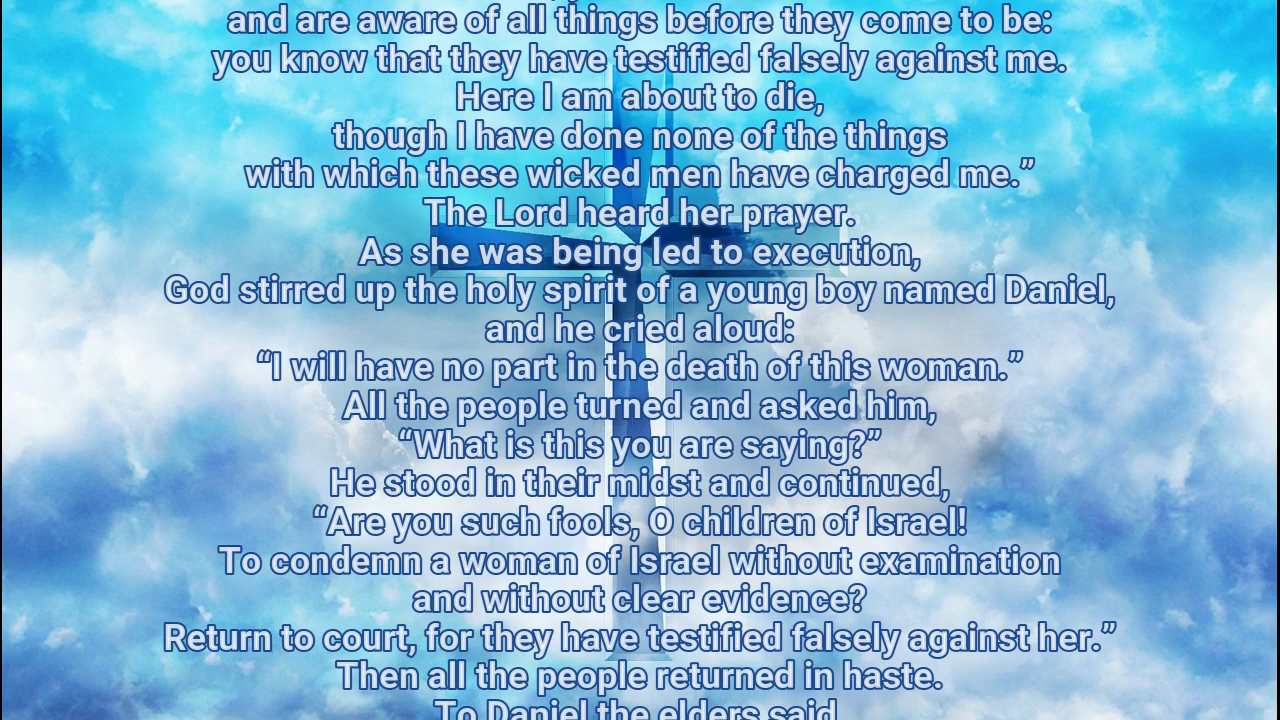 and are aware of all things before they come to be:
you know that they have testified falsely against me.
Here I am about to die,
though I have done none of the things
with which these wicked men have charged me.”
The Lord heard her prayer.
As she was being led to execution,
God stirred up the holy spirit of a young boy named Daniel,
and he cried aloud:
“I will have no part in the death of this woman.”
All the people turned and asked him,
“What is this you are saying?”
He stood in their midst and continued,
“Are you such fools, O children of Israel!
To condemn a woman of Israel without examination
and without clear evidence?
Return to court, for they have testified falsely against her.”
Then all the people returned in haste.
To Daniel the elders said